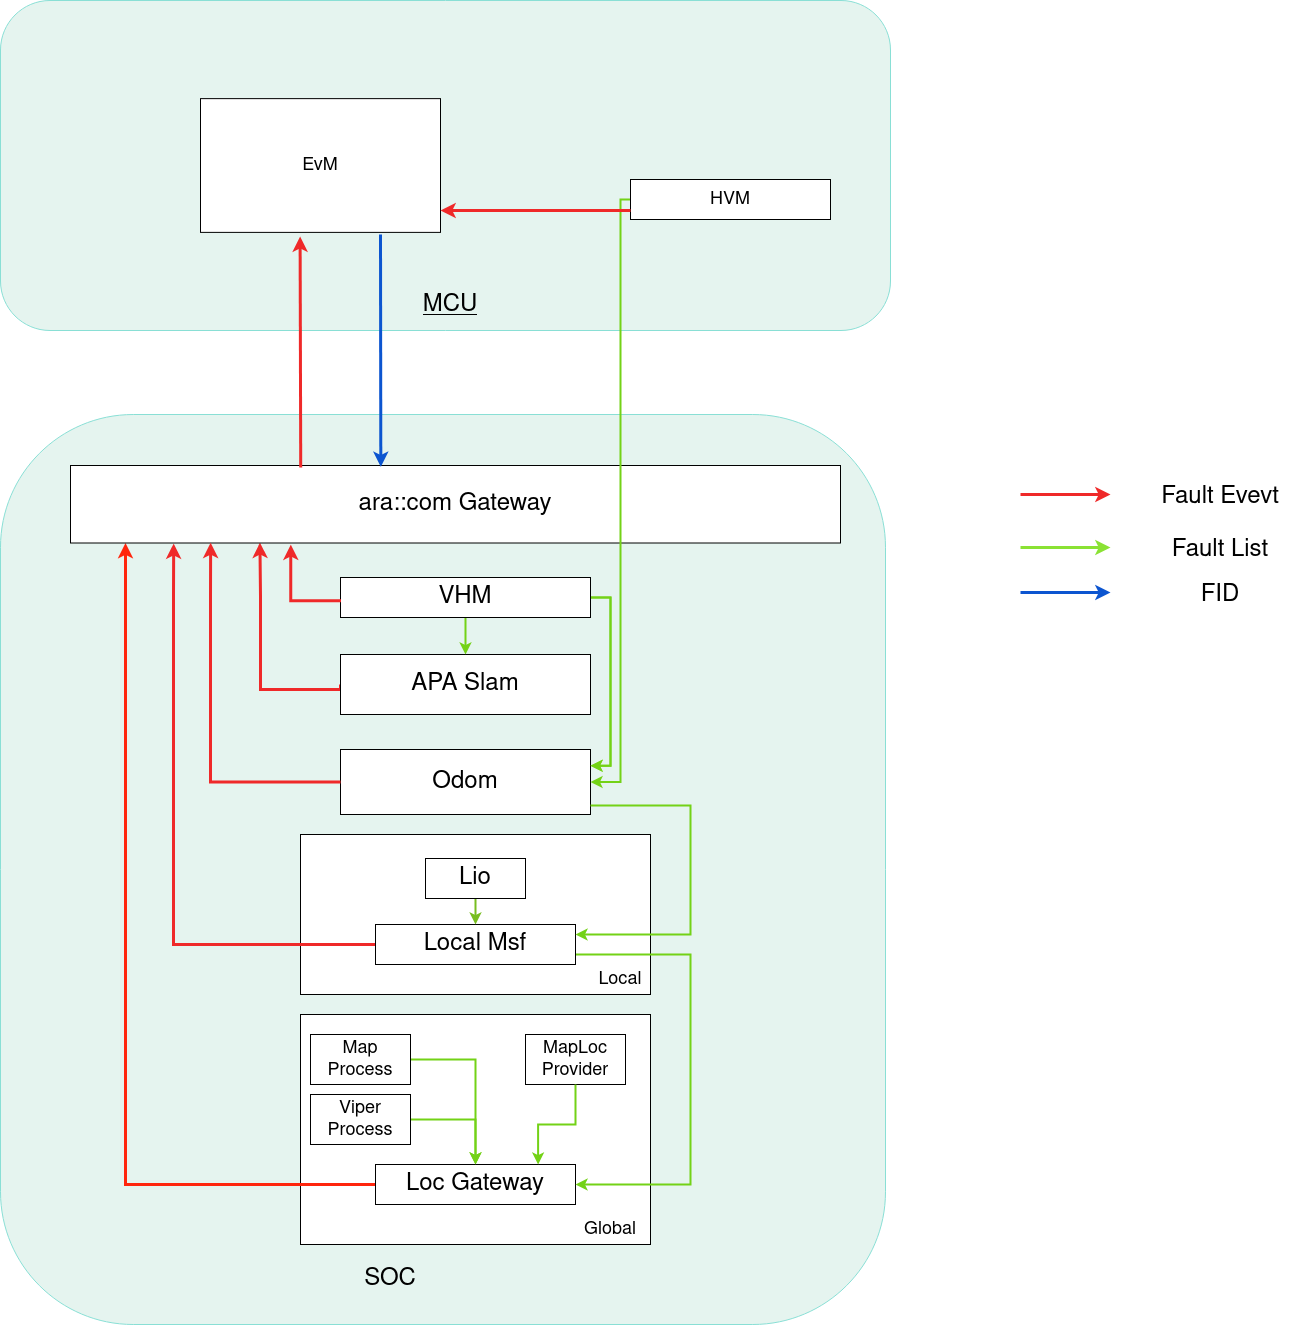 EvM
HVM
MCU
ara::com Gateway
Fault Evevt
Fault List
FID
VHM
APA Slam
Odom
Lio
Local Msf
Local
Map
Process
MapLoc
Provider
Viper
Process
Loc Gateway
Global
SOC